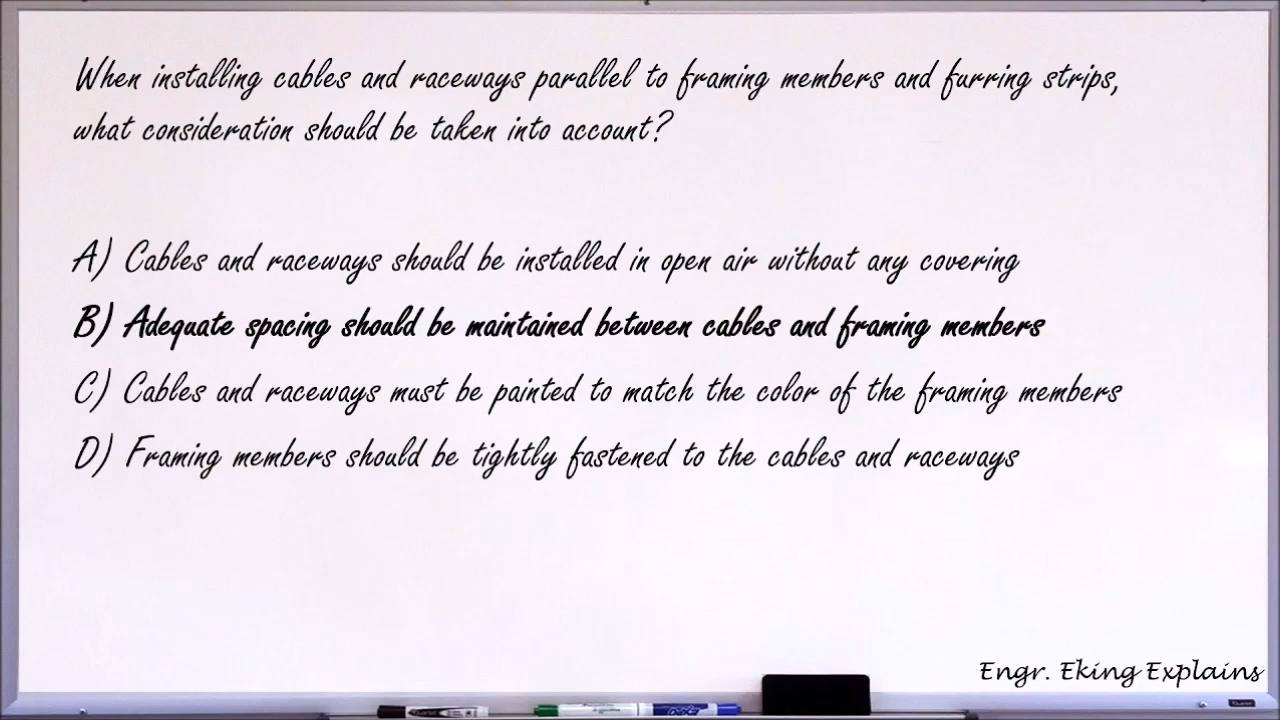 When installing cables and raceways parallel to framing members and furring strips,
what consideration should be taken into account?
A) Cables and raceways should be installed in open air without any covering
B) Adequate spacing should be maintained between cables and framing members
C) Cables and raceways must be painted to match the color of the framing members
D) Framing members should be tightly fastened to the cables and raceways
Engr. Eking Explains